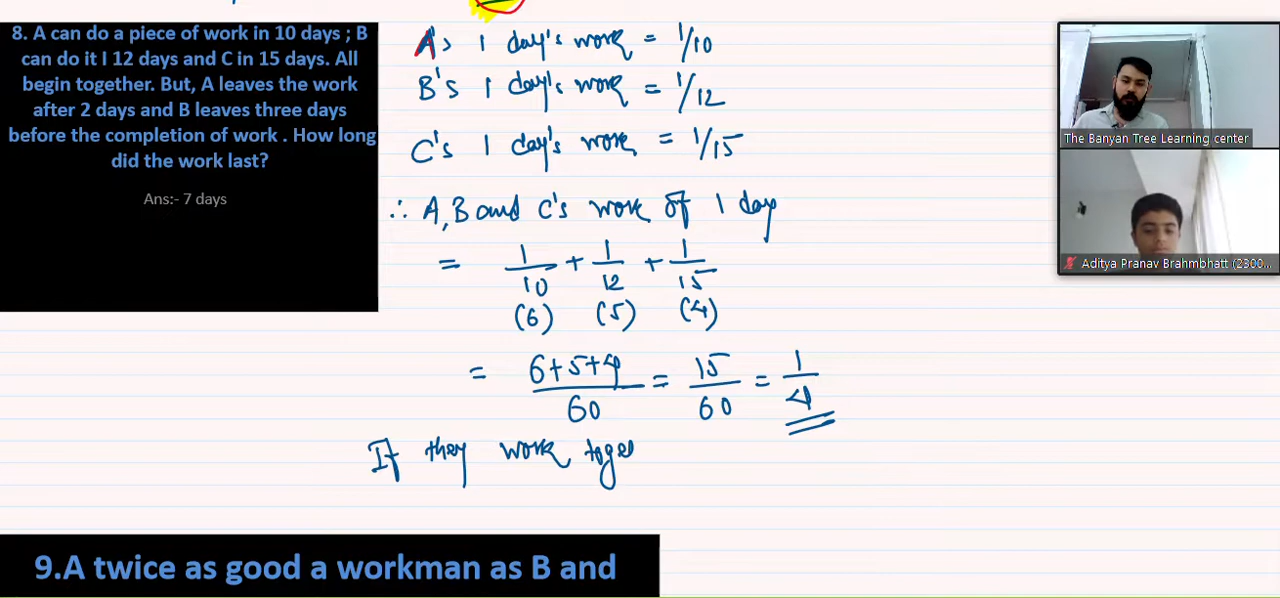 8. A can do a piece of work in 10 days ; B
can do it I 12 days and C in 15 days. All
begin together. But, A leaves the work
after 2 days and B leaves three days
before the completion of work . How long
did the work last?
Ans:- 7 days
A's 1 day's work = 1/10
B's 1 day's work = 1/12
C's 1 day's work = 1/15
∴ A, B and C's work of 1 day
= 1/10 + 1/12 + 1/15
(6) (5) (4)
= 6+5+4/60 = 15/60 = 1/4
If they work toge
9.A twice as good a workman as B and
The Banyan Tree Learning center
Aditya Pranav Brahmbhatt (2300...